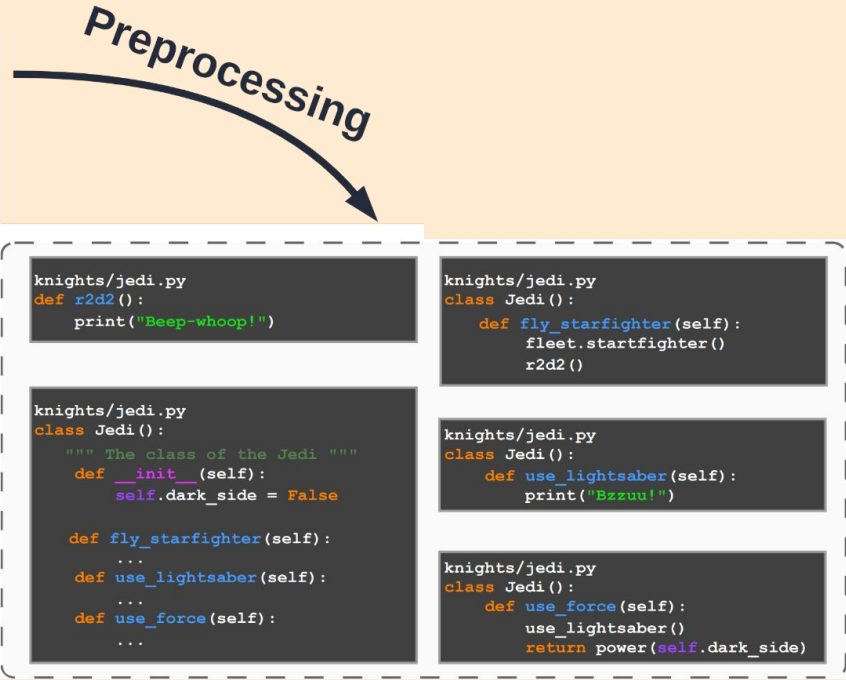 Preprocessing
knights/jedi.py
def r2d2():
    print("Beep-whoop!")
knights/jedi.py
class Jedi():
    """ The class of the Jedi """
    def __init__(self):
        self.dark_side = False
    def fly_starfighter(self):
        ...
    def use_lightsaber(self):
        ...
    def use_force(self):
        ...
knights/jedi.py
class Jedi():
    def fly_starfighter(self):
        fleet.startfighter()
        r2d2()
knights/jedi.py
class Jedi():
    def use_lightsaber(self):
        print("Bzzuu!")
knights/jedi.py
class Jedi():
    def use_force(self):
        use_lightsaber()
        return power(self.dark_side)